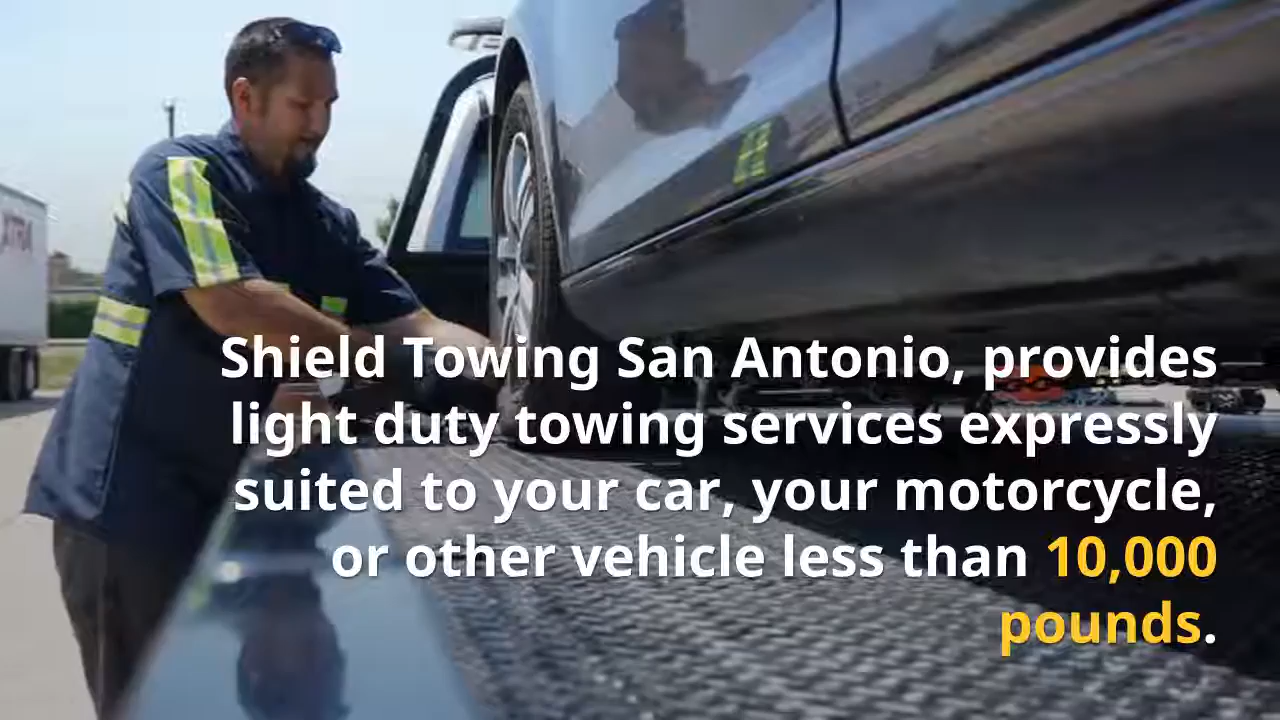 XTRA
Shield Towing San Antonio, provides
light duty towing services expressly
suited to your car, your motorcycle,
or other vehicle less than 10,000
pounds.